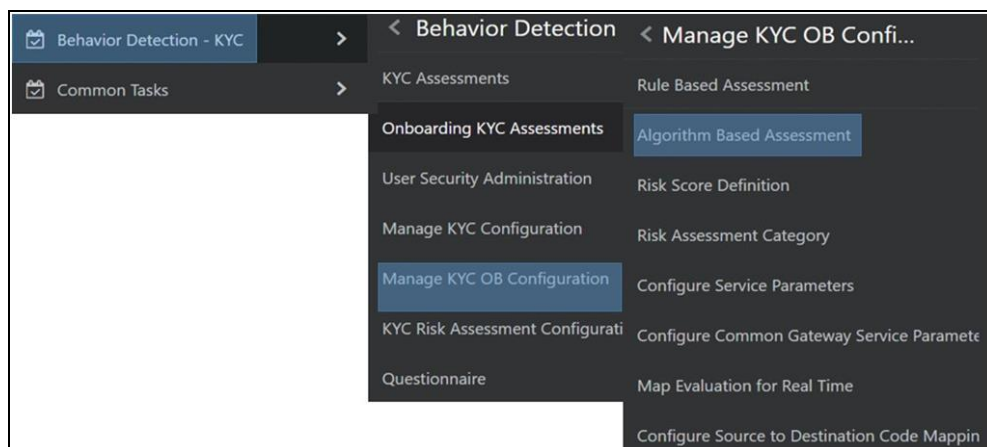 Behavior Detection - KYC
Common Tasks
Behavior Detection
KYC Assessments
Onboarding KYC Assessments
User Security Administration
Manage KYC Configuration
Manage KYC OB Configuration
KYC Risk Assessment Configurati
Questionnaire
Manage KYC OB Confi...
Rule Based Assessment
Algorithm Based Assessment
Risk Score Definition
Risk Assessment Category
Configure Service Parameters
Configure Common Gateway Service Paramete
Map Evaluation for Real Time
Configure Source to Destination Code Mappin